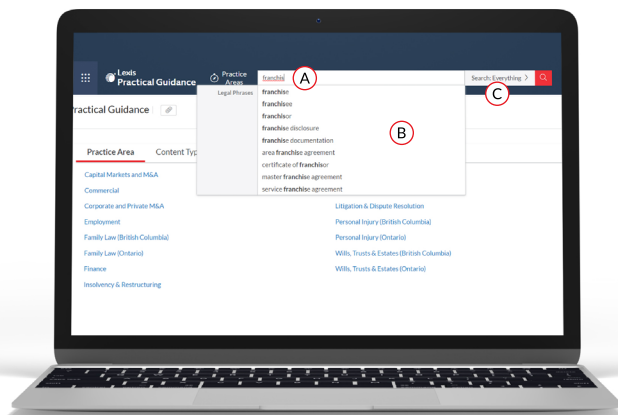 Lexis
Practical Guidance
Practice
Areas
franchis
A
Search: Everything >
C
Legal Phrases
franchise
franchisee
franchisor
franchise disclosure
franchise documentation
area franchise agreement
certificate of franchisor
master franchise agreement
service franchise agreement
B
ractical Guidance
Practice Area
Content Typ
Capital Markets and M&A
Commercial
Corporate and Private M&A
Employment
Family Law (British Columbia)
Family Law (Ontario)
Finance
Insolvency & Restructuring
Litigation & Dispute Resolution
Personal Injury (British Columbia)
Personal Injury (Ontario)
Wills, Trusts & Estates (British Columbia)
Wills, Trusts & Estates (Ontario)